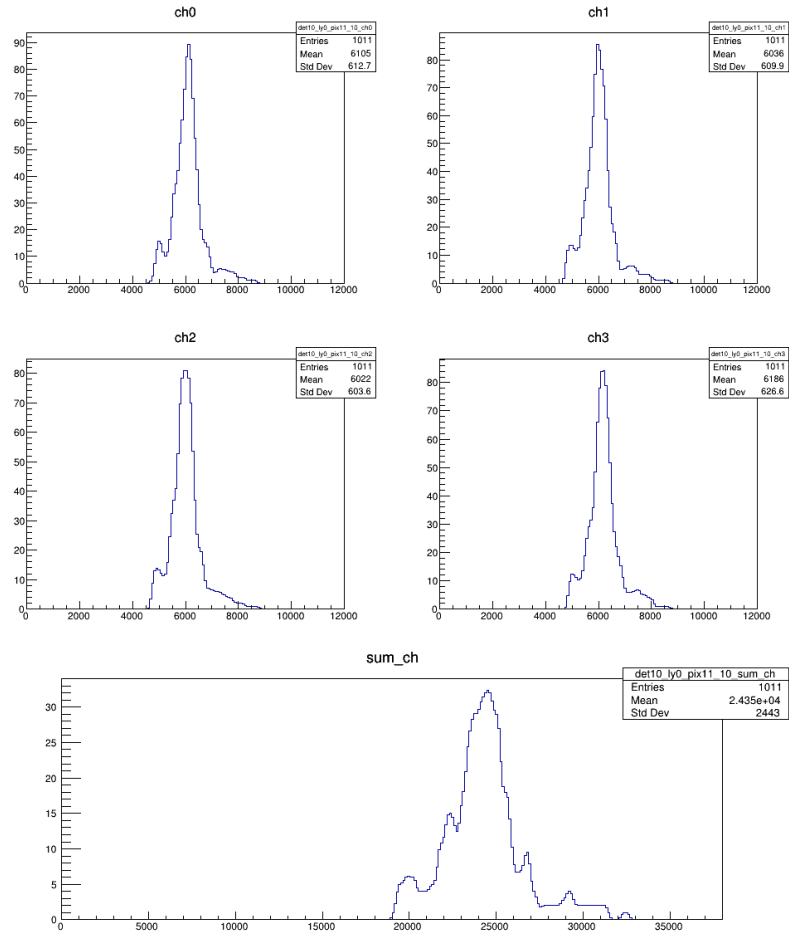 ch0
det10_ly0_pix11_10_ch0
Entries 1011
Mean 6105
Std Dev 612.7
90
80
70
60
50
40
30
20
10
0
0 2000 4000 6000 8000 10000 12000
ch1
det10_ly0_pix11_10_ch1
Entries 1011
Mean 6036
Std Dev 609.9
80
70
60
50
40
30
20
10
0
0 2000 4000 6000 8000 10000 12000
ch2
det10_ly0_pix11_10_ch2
Entries 1011
Mean 6022
Std Dev 603.6
80
70
60
50
40
30
20
10
0
0 2000 4000 6000 8000 10000 12000
ch3
det10_ly0_pix11_10_ch3
Entries 1011
Mean 6186
Std Dev 626.6
80
70
60
50
40
30
20
10
0
0 2000 4000 6000 8000 10000 12000
sum_ch
det10_ly0_pix11_10_sum_ch
Entries 1011
Mean 2.435e+04
Std Dev 2443
30
25
20
15
10
5
0
0 5000 10000 15000 20000 25000 30000 35000